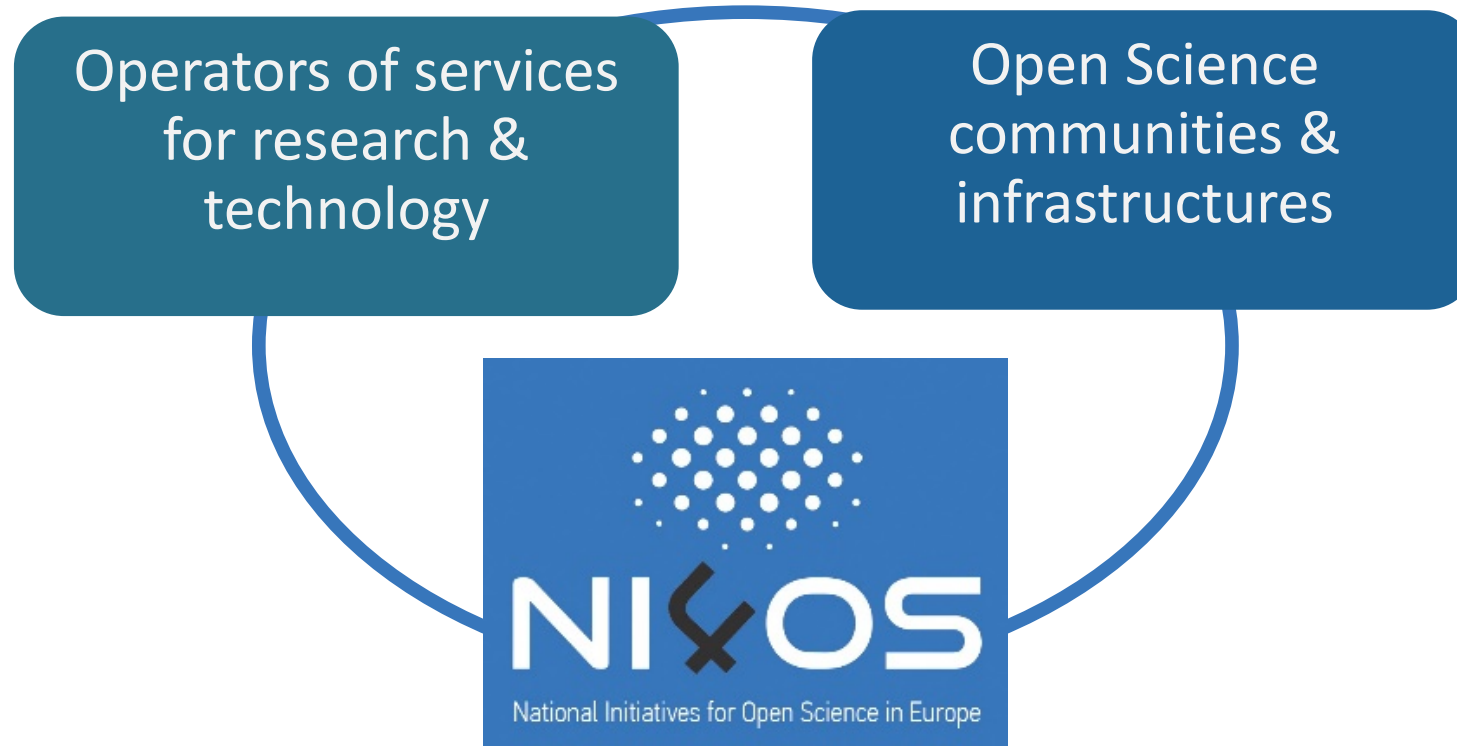 Operators of services
for research &
technology
Open Science
communities &
infrastructures
NI4OS
National Initiatives for Open Science in Europe